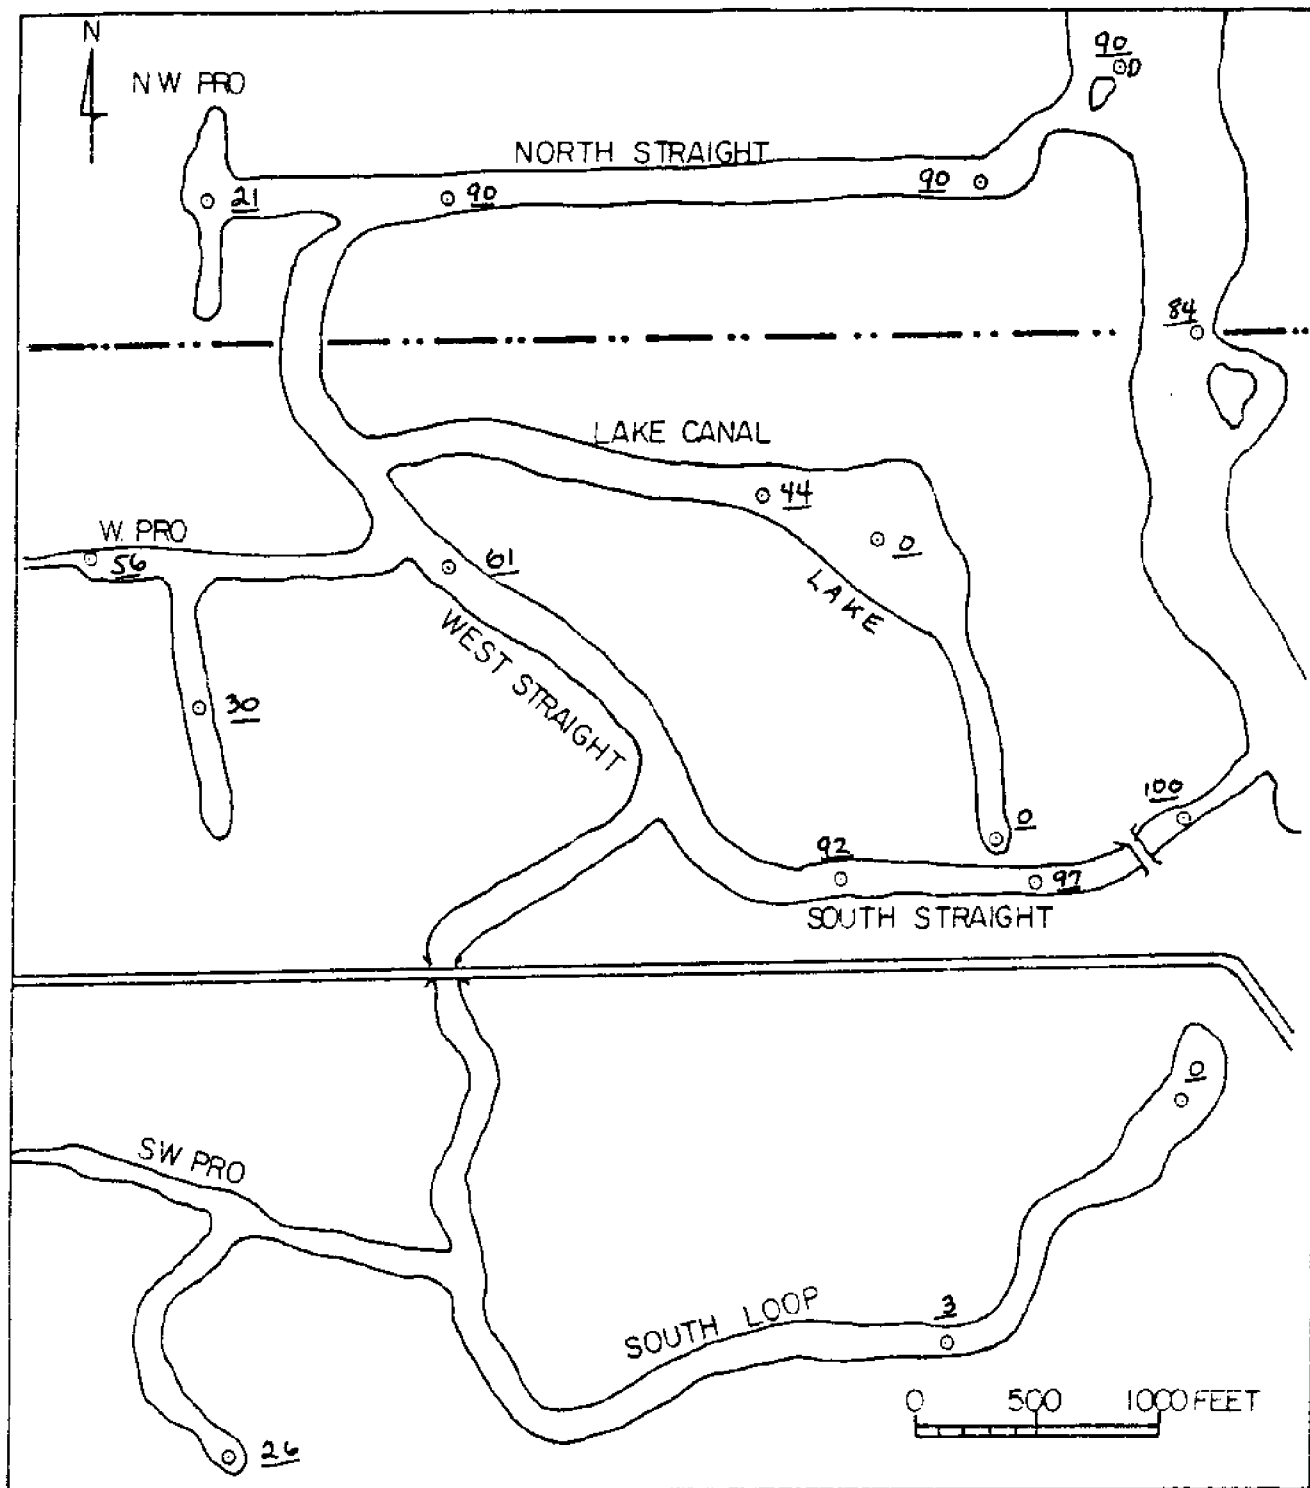 N
NW PRO
90
D
NORTH STRAIGHT
21
90
90
84
LAKE CANAL
44
W. PRO
56
61
0
LAKE
WEST STRAIGHT
30
100
0
92
97
SOUTH STRAIGHT
0
SW PRO
3
SOUTH LOOP
0 500 1000 FEET
26